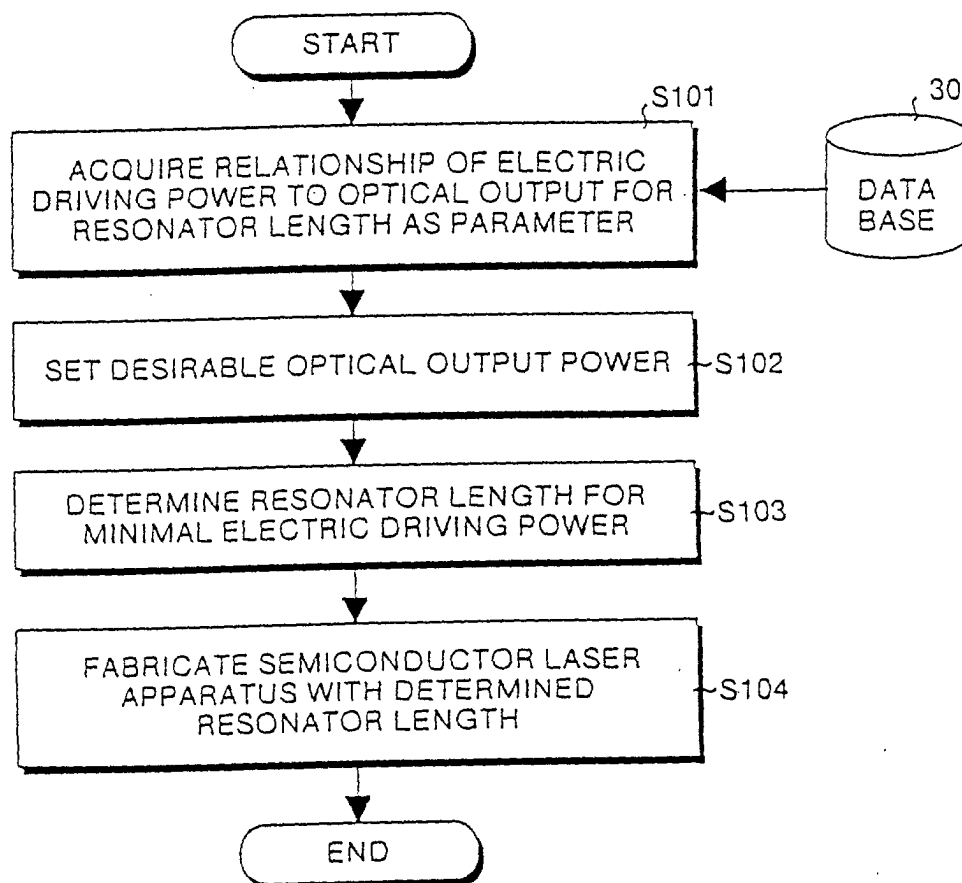 START
S101
30
ACQUIRE RELATIONSHIP OF ELECTRIC
DRIVING POWER TO OPTICAL OUTPUT FOR
RESONATOR LENGTH AS PARAMETER
DATA
BASE
SET DESIRABLE OPTICAL OUTPUT POWER
S102
DETERMINE RESONATOR LENGTH FOR
MINIMAL ELECTRIC DRIVING POWER
S103
FABRICATE SEMICONDUCTOR LASER
APPARATUS WITH DETERMINED
RESONATOR LENGTH
S104
END